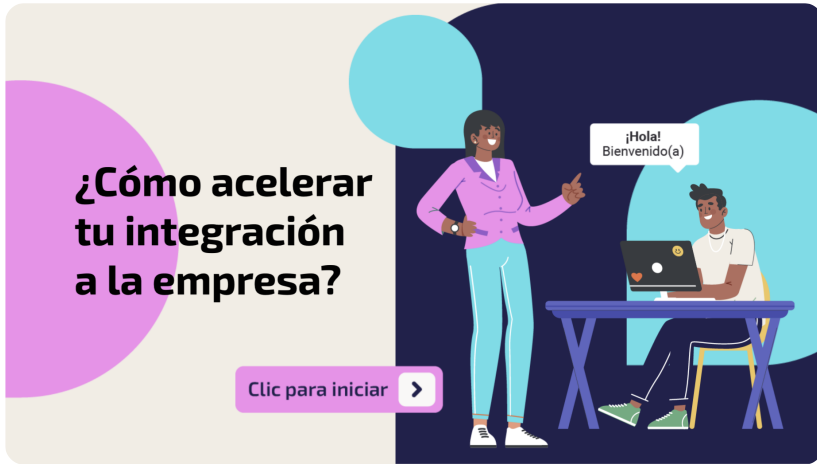 ¿Cómo acelerar
tu integración
a la empresa?
¡Hola!
Bienvenido(a)
Clic para iniciar